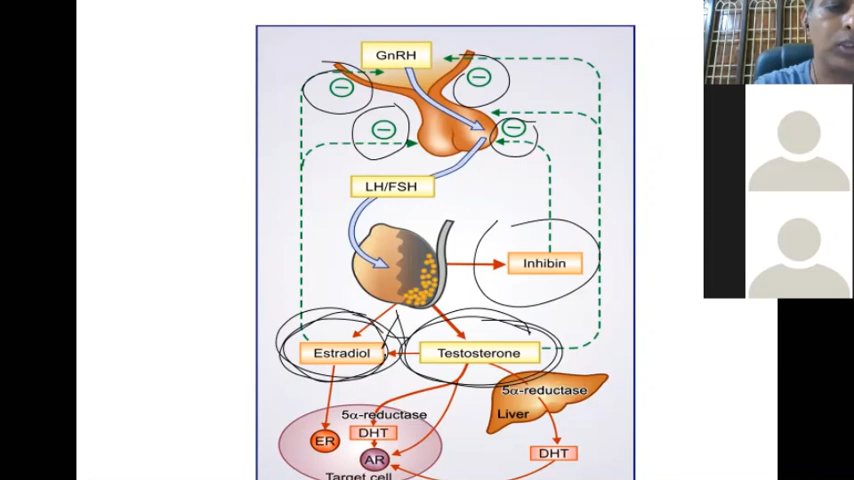 GnRH
LH/FSH
Inhibin
Estradiol
Testosterone
5α-reductase
Liver
5α-reductase
DHT
ER
DHT
AR
Target cell